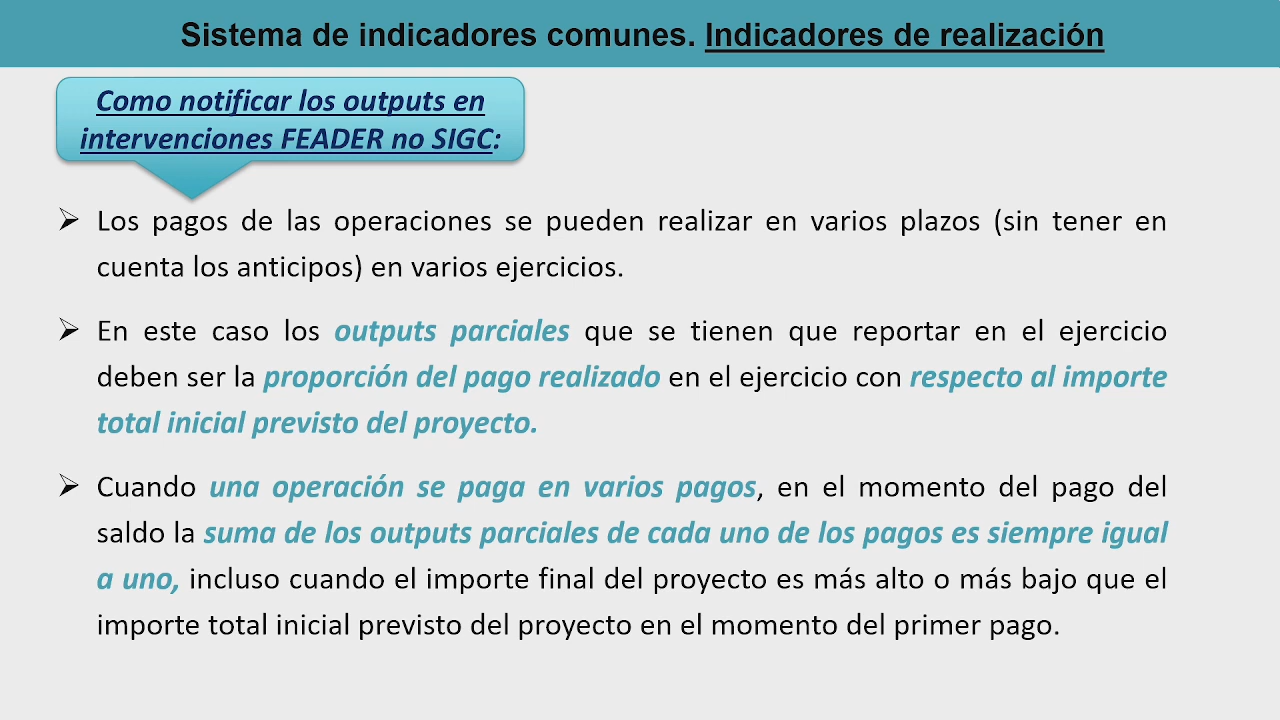 Sistema de indicadores comunes. Indicadores de realización
Como notificar los outputs en
intervenciones FEADER no SIGC:
➢ Los pagos de las operaciones se pueden realizar en varios plazos (sin tener en
cuenta los anticipos) en varios ejercicios.
➢ En este caso los outputs parciales que se tienen que reportar en el ejercicio
deben ser la proporción del pago realizado en el ejercicio con respecto al importe
total inicial previsto del proyecto.
➢ Cuando una operación se paga en varios pagos, en el momento del pago del
saldo la suma de los outputs parciales de cada uno de los pagos es siempre igual
a uno, incluso cuando el importe final del proyecto es más alto o más bajo que el
importe total inicial previsto del proyecto en el momento del primer pago.